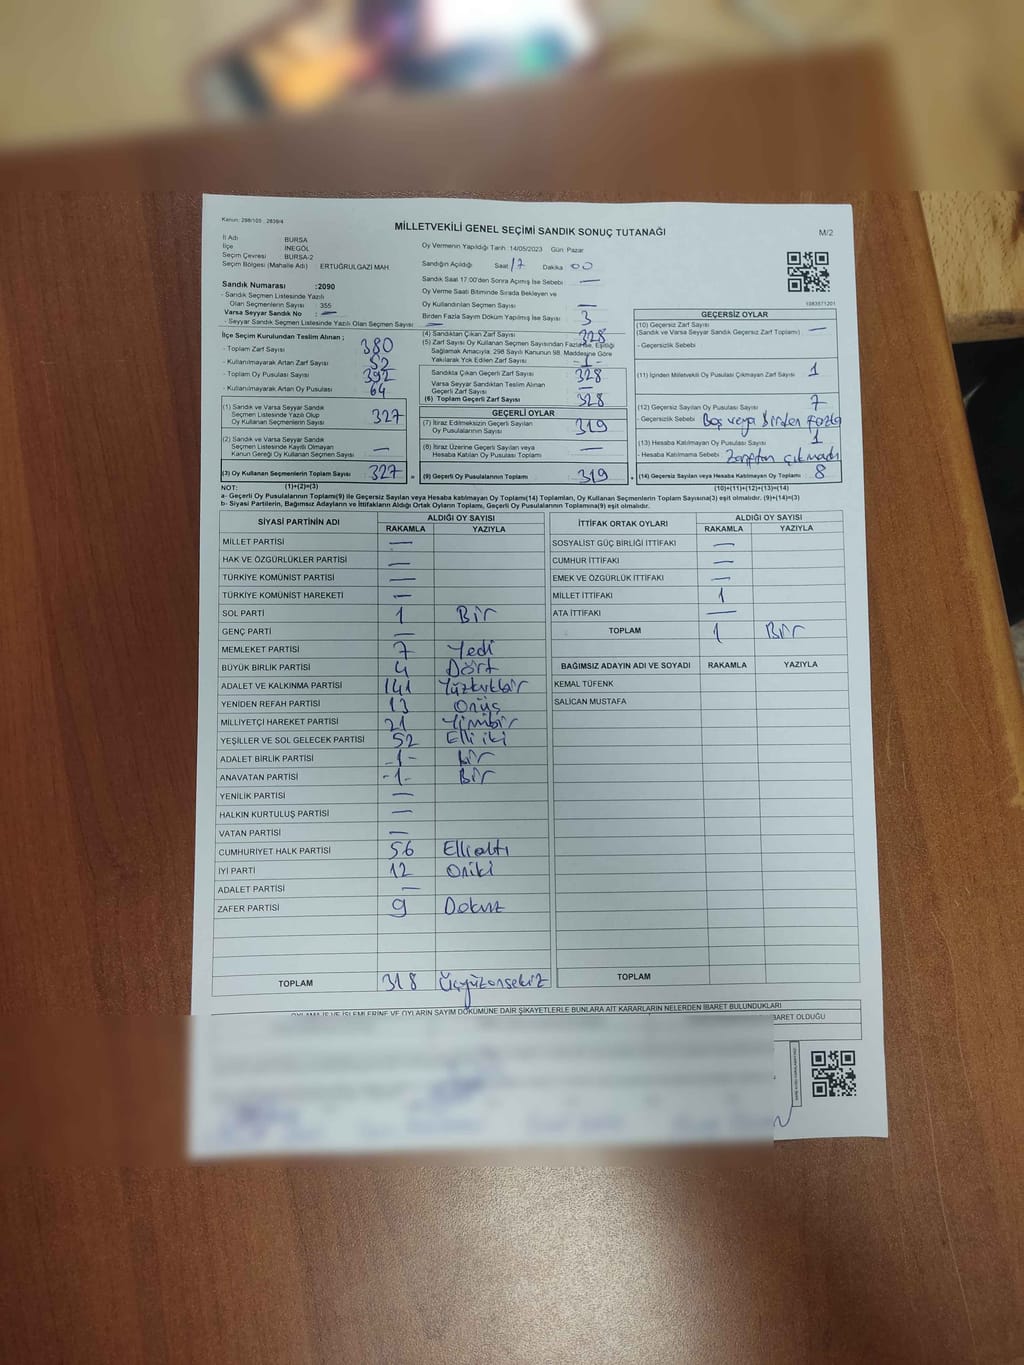 Kanun: 298/105 ; 2839/4
MİLLETVEKİLİ GENEL SEÇİMİ SANDIK SONUÇ TUTANAĞI
M/2
İl Adı BURSA
İlçe İNEGÖL
Seçim Çevresi BURSA-2
Seçim Bölgesi (Mahalle Adı) ERTUĞRULGAZİ MAH.
Sandık Numarası :2090
- Sandık Seçmen Listesinde Yazılı
Olan Seçmenlerin Sayısı : 355
Varsa Seyyar Sandık No : —
- Seyyar Sandık Seçmen Listesinde Yazılı Olan Seçmen Sayısı : —
Oy Vermenin Yapıldığı Tarih :14/05/2023 Gün: Pazar
Sandığın Açıldığı Saat 17 Dakika 00
Sandık Saat 17:00'den Sonra Açımış İse Sebebi : —
Oy Verme Saati Bitiminde Sırada Bekleyen ve
Oy Kullandırılan Seçmen Sayısı : —
Birden Fazla Sayım Döküm Yapılmış İse Sayısı : 3
1083571201
İlçe Seçim Kurulundan Teslim Alınan ;
- Toplam Zarf Sayısı : 380
- Kullanılmayarak Artan Zarf Sayısı : 52
- Toplam Oy Pusulası Sayısı : 392
- Kullanılmayarak Artan Oy Pusulası : 64
(1) Sandık ve Varsa Seyyar Sandık
Seçmen Listesinde Yazılı Olup
Oy Kullanan Seçmenlerin Sayısı : 327
(2) Sandık ve Varsa Seyyar Sandık
Seçmen Listesinde Kayıtlı Olmayan
Kanun Gereği Oy Kullanan Seçmen Sayısı : —
(3) Oy Kullanan Seçmenlerin Toplam Sayısı : 327
(4) Sandıktan Çıkan Zarf Sayısı : 328
(5) Zarf Sayısı Oy Kullanan Seçmen Sayısından Fazla İse, Eşitliği
Sağlamak Amacıyla; 298 Sayılı Kanunun 98. Maddesine Göre
Yakılarak Yok Edilen Zarf Sayısı : -1-
Sandıkta Çıkan Geçerli Zarf Sayısı : 328
Varsa Seyyar Sandıktan Teslim Alınan
Geçerli Zarf Sayısı : —
(6) Toplam Geçerli Zarf Sayısı : 328
GEÇERLİ OYLAR
(7) İtiraz Edilmeksizin Geçerli Sayılan
Oy Pusulalarının Sayısı : 319
(8) İtiraz Üzerine Geçerli Sayılan veya
Hesaba Katılan Oy Pusulası Toplamı : —
= (9) Geçerli Oy Pusulalarının Toplamı : 319 +
GEÇERSİZ OYLAR
(10) Geçersiz Zarf Sayısı
(Sandık ve Varsa Seyyar Sandık Geçersiz Zarf Toplamı) : —
- Geçersizlik Sebebi :
(11) İçinden Milletvekili Oy Pusulası Çıkmayan Zarf Sayısı : 1
(12) Geçersiz Sayılan Oy Pusulası Sayısı : 7
- Geçersizlik Sebebi : Boş veya birden fazla
(13) Hesaba Katılmayan Oy Pusulası Sayısı : 1
- Hesaba Katılmama Sebebi : Zarftan çıkmadı
(14) Geçersiz Sayılan veya Hesaba Katılmayan Oy Toplamı : 8
NOT: (1)+(2)=(3) (10)+(11)+(12)+(13)=(14)
a- Geçerli Oy Pusulalarının Toplamı(9) ile Geçersiz Sayılan veya Hesaba katılmayan Oy Toplamı(14) Toplamları, Oy Kullanan Seçmenlerin Toplam Sayısına(3) eşit olmalıdır. (9)+(14)=(3)
b- Siyasi Partilerin, Bağımsız Adayların ve İttifakların Aldığı Ortak Oyların Toplamı, Geçerli Oy Pusulalarının Toplamına(9) eşit olmalıdır.
SİYASİ PARTİNİN ADI ALDIĞI OY SAYISI
RAKAMLA YAZIYLA
MİLLET PARTİSİ —
HAK VE ÖZGÜRLÜKLER PARTİSİ —
TÜRKİYE KOMÜNİST PARTİSİ —
TÜRKİYE KOMÜNİST HAREKETİ —
SOL PARTİ 1 Bir
GENÇ PARTİ —
MEMLEKET PARTİSİ 7 Yedi
BÜYÜK BİRLİK PARTİSİ 4 Dört
ADALET VE KALKINMA PARTİSİ 141 Yüzkırkbir
YENİDEN REFAH PARTİSİ 13 Onüç
MİLLİYETÇİ HAREKET PARTİSİ 21 Yirmibir
YEŞİLLER VE SOL GELECEK PARTİSİ 52 Elli iki
ADALET BİRLİK PARTİSİ -1- bir
ANAVATAN PARTİSİ -1- Bir
YENİLİK PARTİSİ —
HALKIN KURTULUŞ PARTİSİ —
VATAN PARTİSİ —
CUMHURİYET HALK PARTİSİ 56 Ellialtı
İYİ PARTİ 12 Oniki
ADALET PARTİSİ —
ZAFER PARTİSİ 9 Dokuz
TOPLAM 318 Üçyüzonsekiz
İTTİFAK ORTAK OYLARI ALDIĞI OY SAYISI
RAKAMLA YAZIYLA
SOSYALİST GÜÇ BİRLİĞİ İTTİFAKI —
CUMHUR İTTİFAKI —
EMEK VE ÖZGÜRLÜK İTTİFAKI —
MİLLET İTTİFAKI 1
ATA İTTİFAKI —
TOPLAM 1 Bir
BAĞIMSIZ ADAYIN ADI VE SOYADI RAKAMLA YAZIYLA
KEMAL TÜFENK
SALİCAN MUSTAFA
TOPLAM
OYLAMA İŞ VE İŞLEMLERİNE VE OYLARIN SAYIM DÖKÜMÜNE DAİR ŞİKAYETLERLE BUNLARA AİT KARARLARIN NELERDEN İBARET BULUNDUKLARI
BARET OLDUĞU